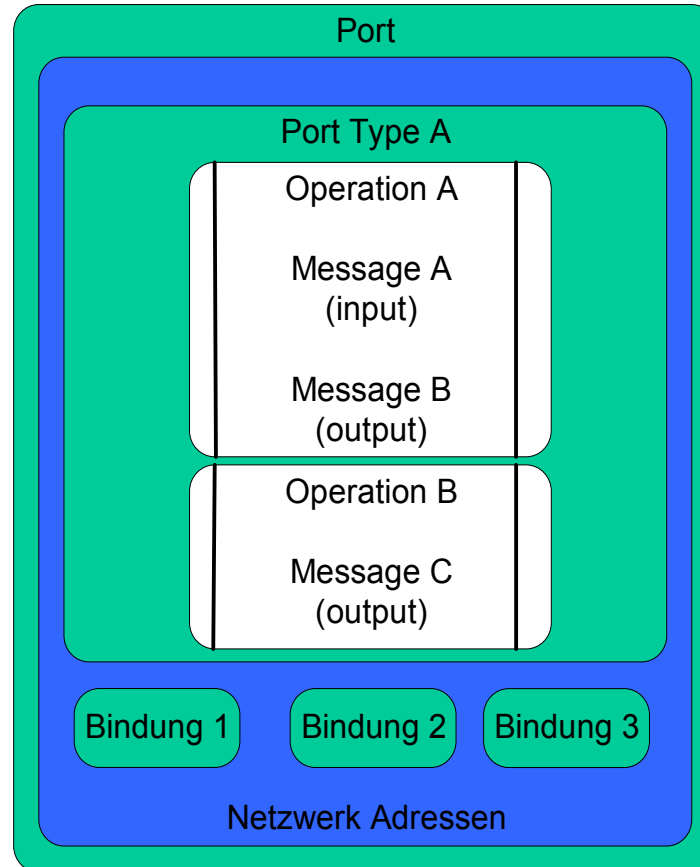 Port
Port Type A
Operation A
Message A
(input)
Message B
(output)
Operation B
Message C
(output)
Bindung 1
Bindung 2
Bindung 3
Netzwerk Adressen